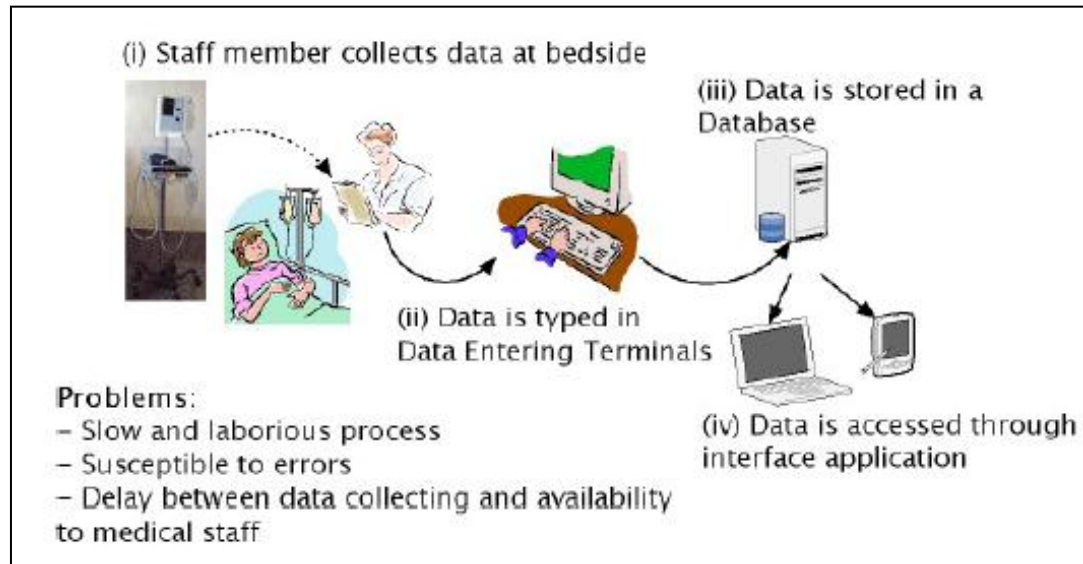 (i) Staff member collects data at bedside
(iii) Data is stored in a
Database
(ii) Data is typed in
Data Entering Terminals
(iv) Data is accessed through
interface application
Problems:
– Slow and laborious process
– Susceptible to errors
– Delay between data collecting and availability
to medical staff